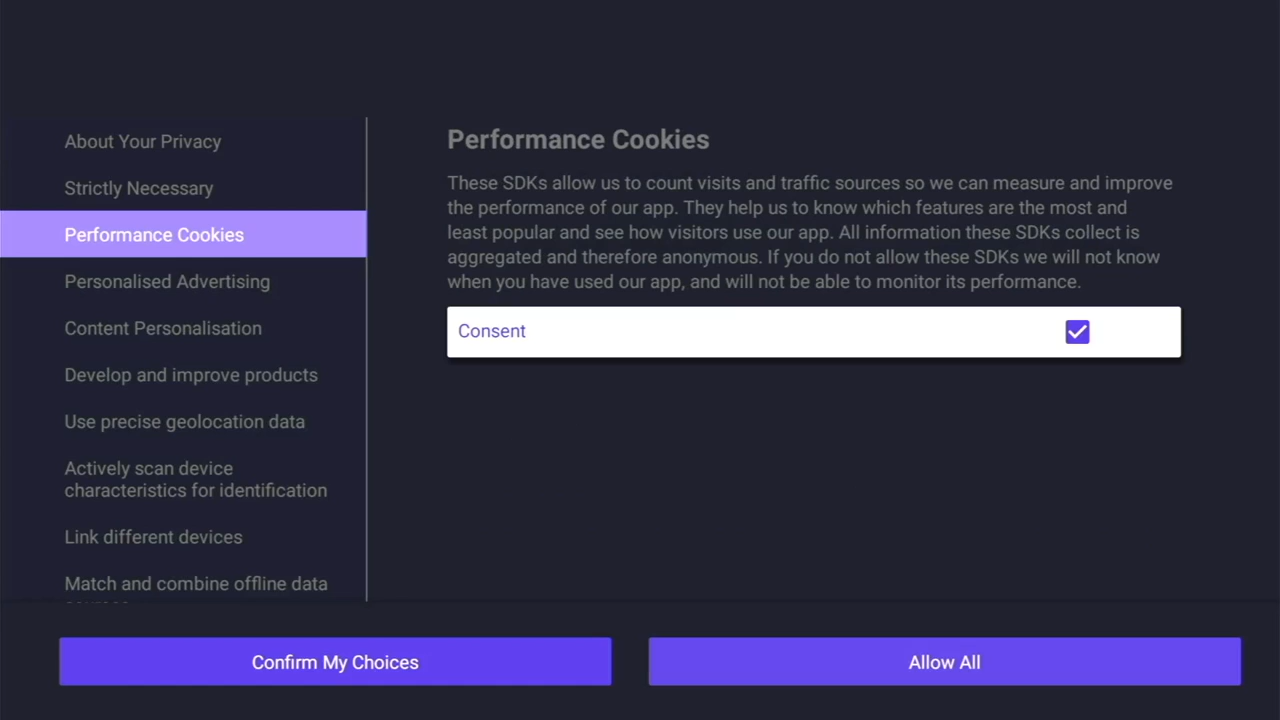 About Your Privacy
Strictly Necessary
Performance Cookies
Personalised Advertising
Content Personalisation
Develop and improve products
Use precise geolocation data
Actively scan device
characteristics for identification
Link different devices
Match and combine offline data
Performance Cookies
These SDKs allow us to count visits and traffic sources so we can measure and improve
the performance of our app. They help us to know which features are the most and
least popular and see how visitors use our app. All information these SDKs collect is
aggregated and therefore anonymous. If you do not allow these SDKs we will not know
when you have used our app, and will not be able to monitor its performance.
Consent
Confirm My Choices
Allow All